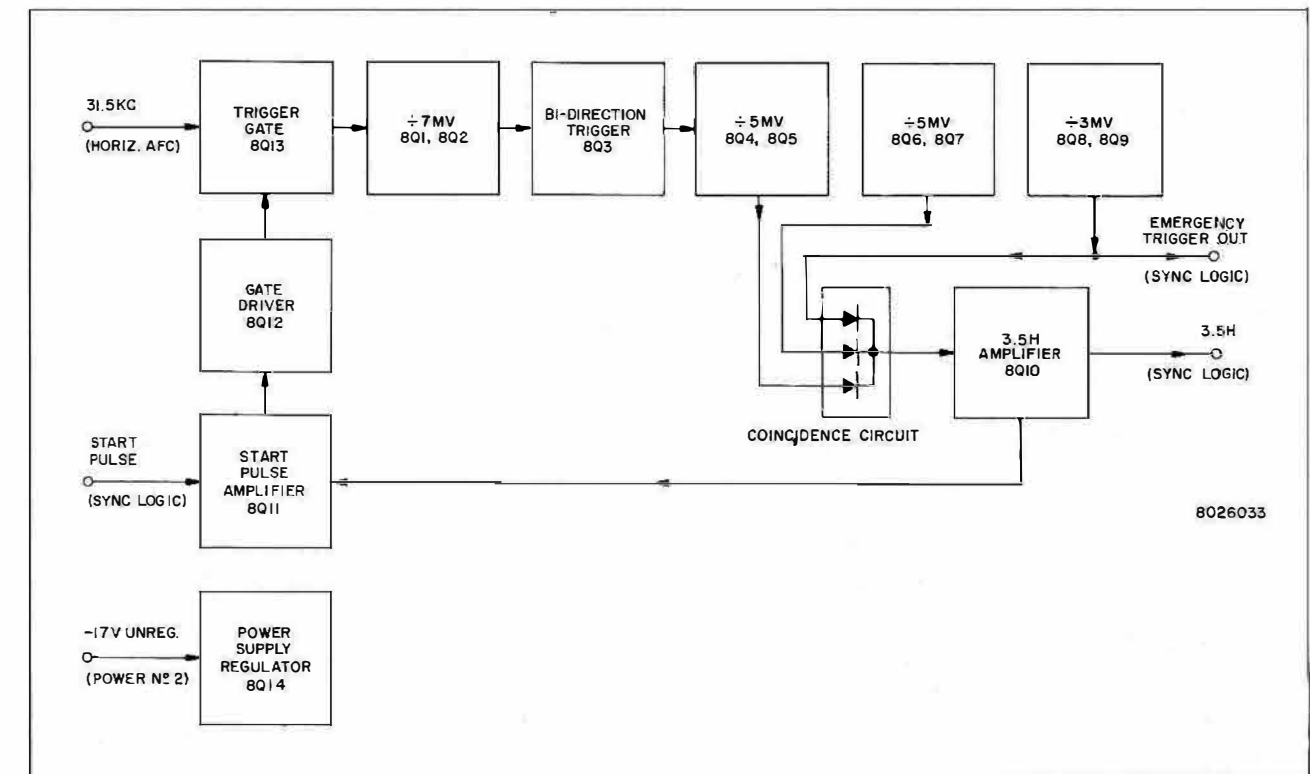 31.5KC
(HORIZ. AFC)
TRIGGER
GATE
8Q13
÷7MV
8Q1, 8Q2
BI-DIRECTION
TRIGGER
8Q3
÷5MV
8Q4, 8Q5
÷5MV
8Q6, 8Q7
÷3MV
8Q8, 8Q9
EMERGENCY
TRIGGER OUT
(SYNC LOGIC)
GATE
DRIVER
8Q12
3.5H
AMPLIFIER
8Q10
3.5H
(SYNC LOGIC)
COINCIDENCE CIRCUIT
START
PULSE
(SYNC LOGIC)
START
PULSE
AMPLIFIER
8Q11
8026033
-17V UNREG.
(POWER Nº 2)
POWER
SUPPLY
REGULATOR
8Q14